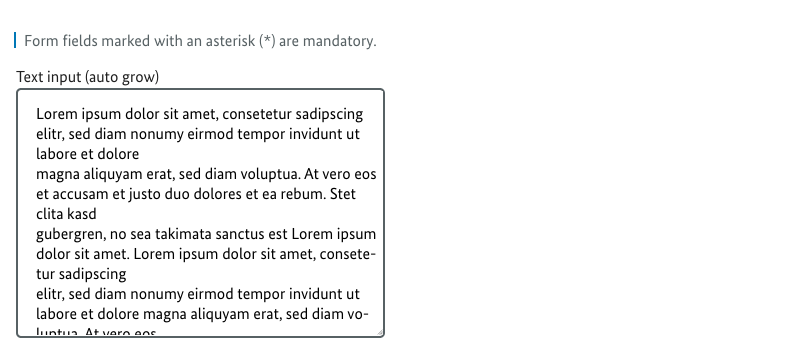 Form fields marked with an asterisk (*) are mandatory.
Text input (auto grow)
Lorem ipsum dolor sit amet, consetetur sadipscing
elitr, sed diam nonumy eirmod tempor invidunt ut
labore et dolore
magna aliquyam erat, sed diam voluptua. At vero eos
et accusam et justo duo dolores et ea rebum. Stet
clita kasd
gubergren, no sea takimata sanctus est Lorem ipsum
dolor sit amet. Lorem ipsum dolor sit amet, consete-
tur sadipscing
elitr, sed diam nonumy eirmod tempor invidunt ut
labore et dolore magna aliquyam erat, sed diam vo-
luptua. At vero eos